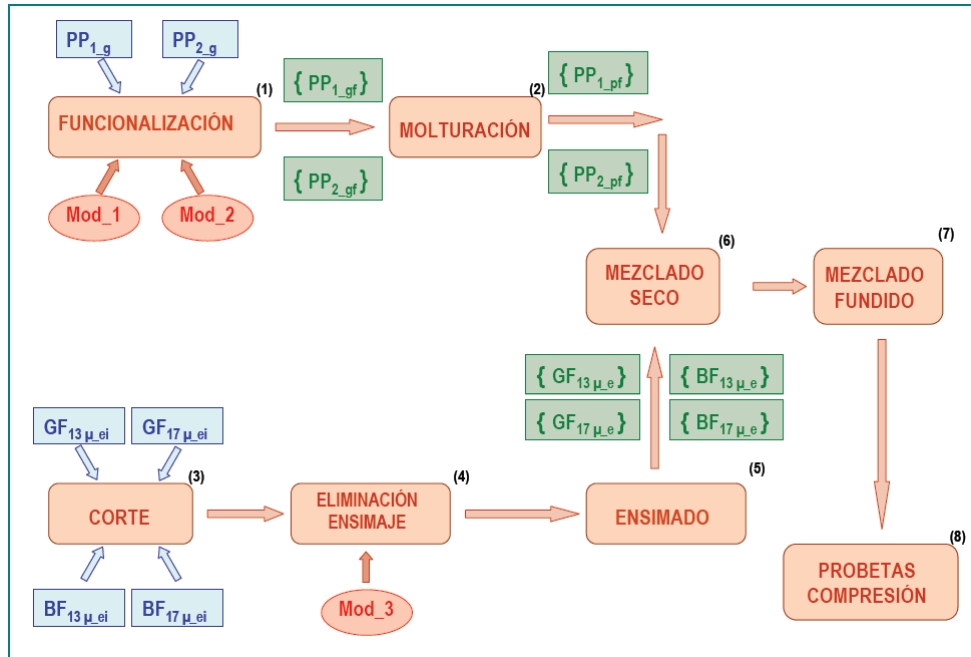 PP1_g
PP2_g
(1)
FUNCIONALIZACIÓN
Mod_1
Mod_2
{ PP1_gf }
{ PP2_gf }
(2)
MOLTURACIÓN
{ PP1_pf }
{ PP2_pf }
(6)
MEZCLADO
SECO
(7)
MEZCLADO
FUNDIDO
{ GF13 µ_e }
{ BF13 µ_e }
{ GF17 µ_e }
{ BF17 µ_e }
GF13 µ_ei
GF17 µ_ei
(3)
CORTE
BF13 µ_ei
BF17 µ_ei
(4)
ELIMINACIÓN
ENSIMAJE
Mod_3
(5)
ENSIMADO
(8)
PROBETAS
COMPRESIÓN